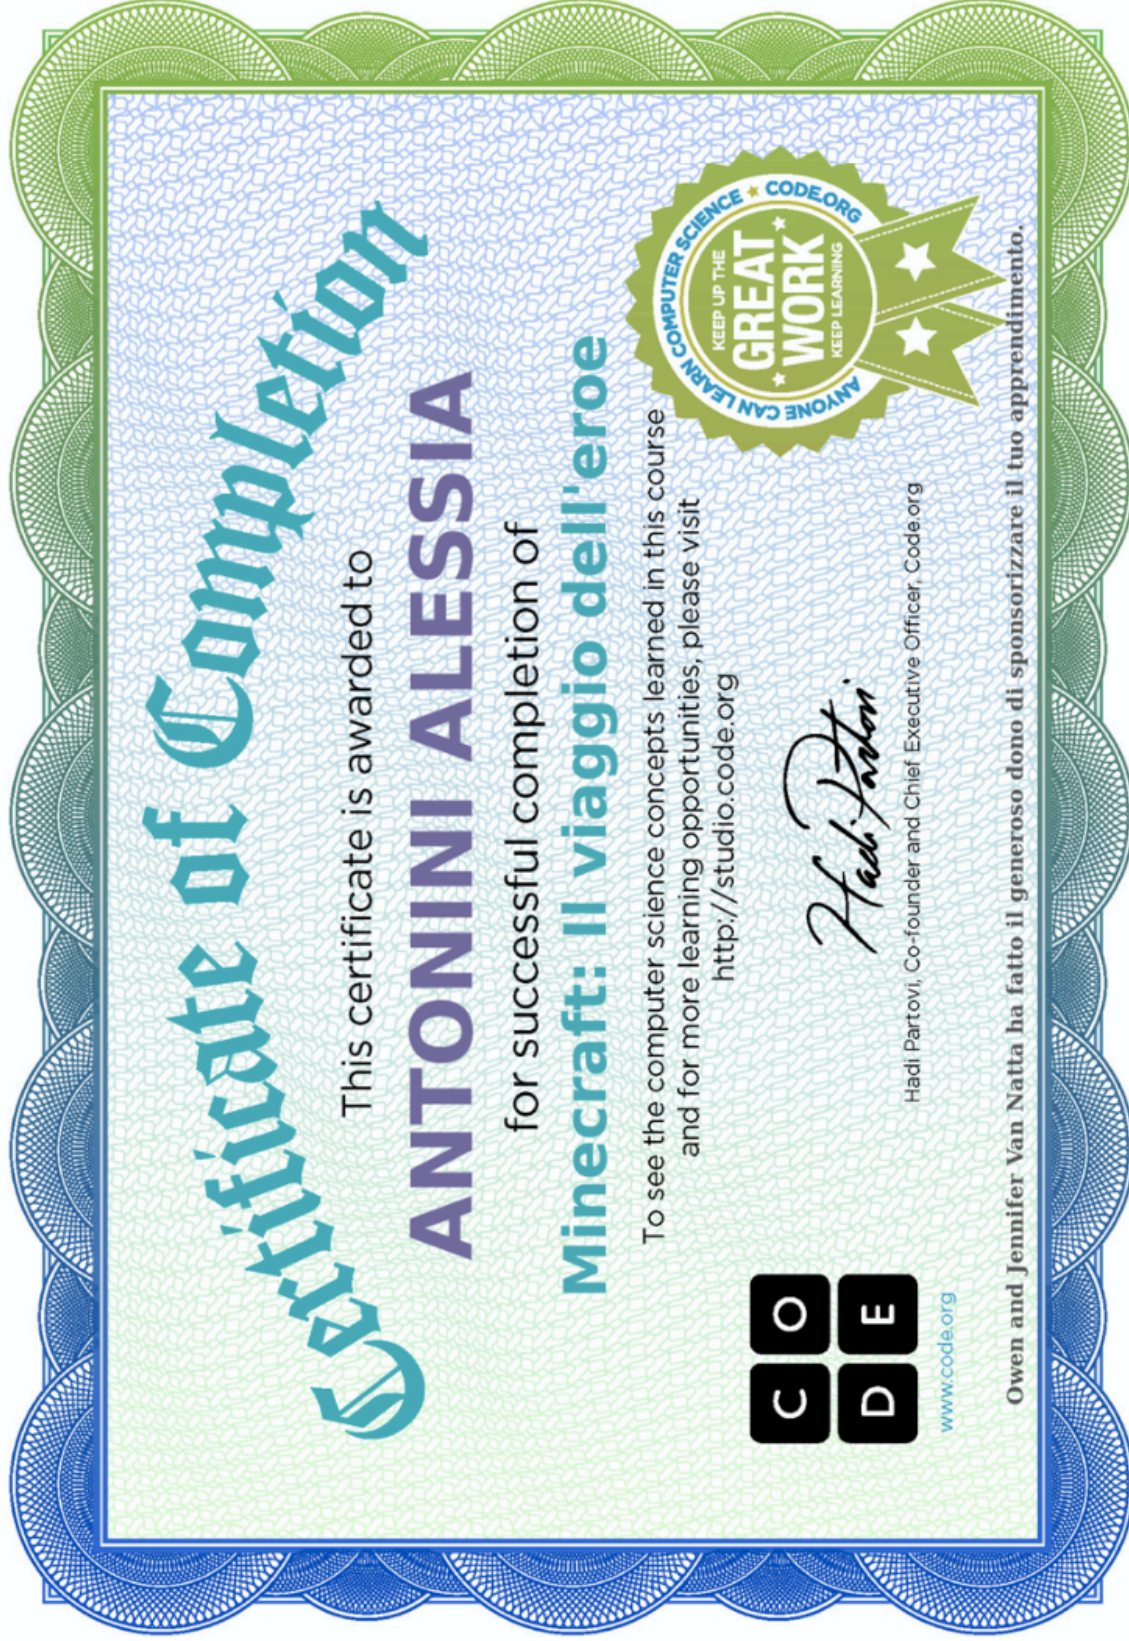 Certificate of Completion
This certificate is awarded to
ANTONINI ALESSIA
for successful completion of
Minecraft: Il viaggio dell'eroe
To see the computer science concepts learned in this course
and for more learning opportunities, please visit
http://studio.code.org
ANYONE CAN LEARN COMPUTER SCIENCE ★ CODE.ORG
KEEP UP THE
GREAT
WORK
KEEP LEARNING
C O
D E
www.code.org
Hadi Partovi
Hadi Partovi, Co-founder and Chief Executive Officer, Code.org
Owen and Jennifer Van Natta ha fatto il generoso dono di sponsorizzare il tuo apprendimento.